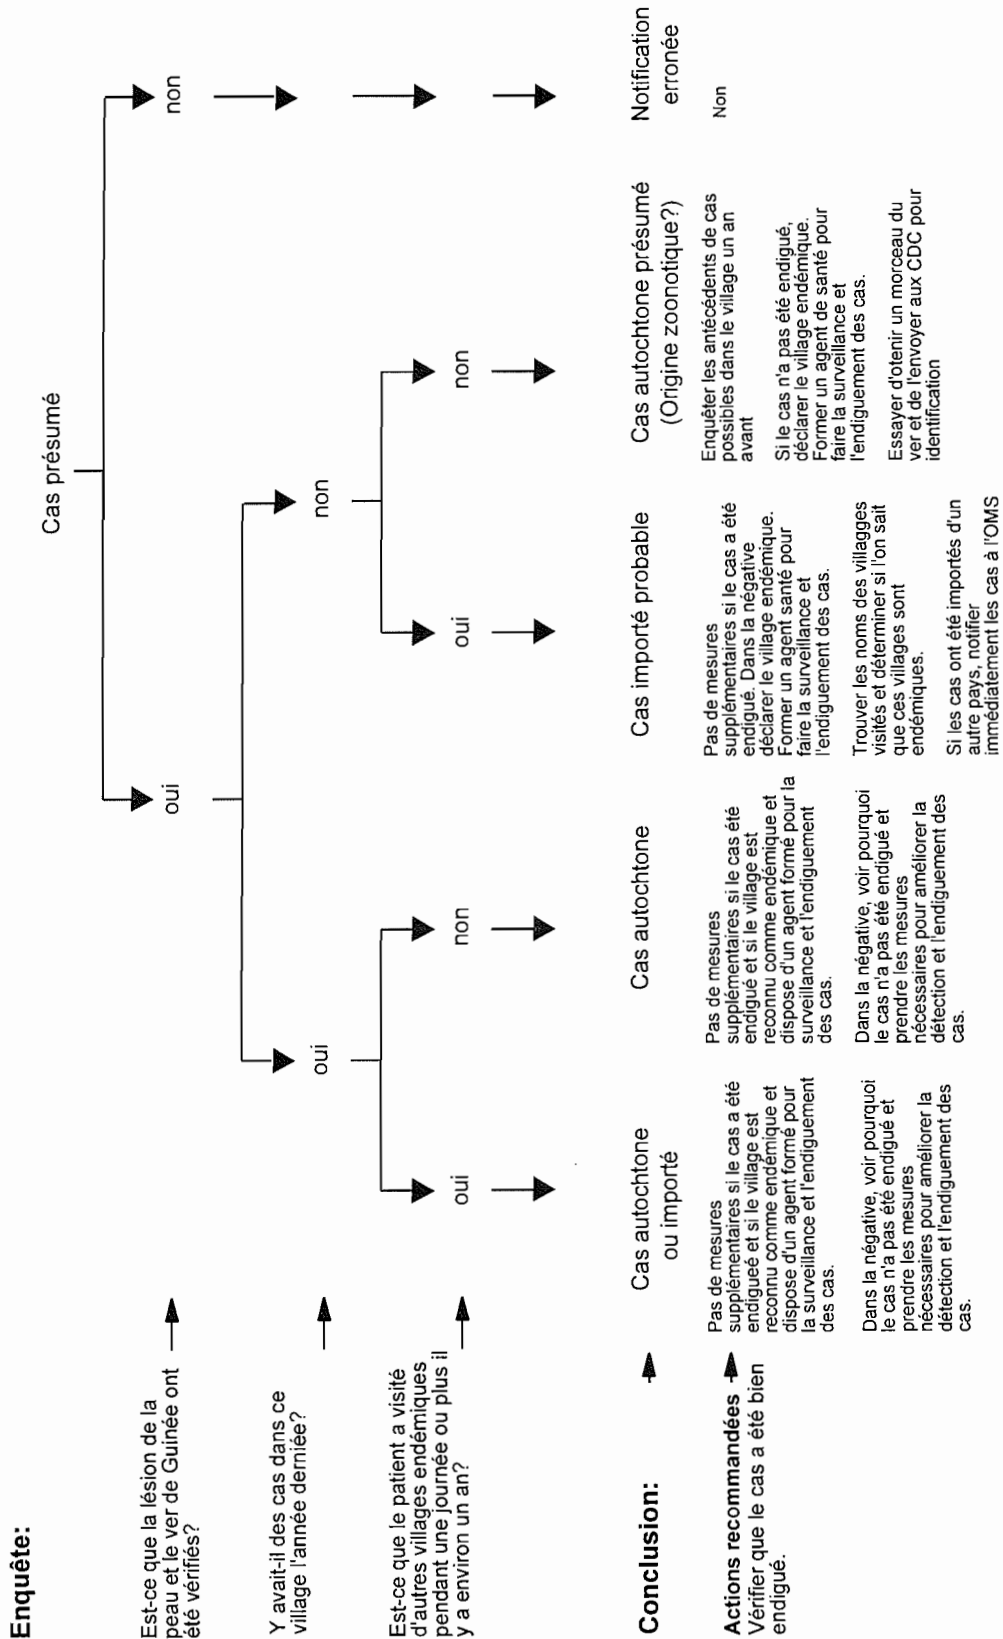 Enquête:
Cas présumé
Est-ce que la lésion de la
peau et le ver de Guinée ont
été vérifiés?
oui
non
Y avait-il des cas dans ce
village l'année derniée?
oui
non
Est-ce que le patient a visité
d'autres villages endémiques
pendant une journée ou plus il
y a environ un an?
oui
non
oui
non
Conclusion:
Cas autochtone
ou importé
Cas autochtone
Cas importé probable
Cas autochtone présumé
(Origine zoonotique?)
Notification
erronée
Actions recommandées
Vérifier que le cas a été bien
endigué.
Pas de mesures
supplémentaires si le cas a été
endigueé et si le village est
reconnu comme endémique et
dispose d'un agent formé pour
la surveillance et l'endiguement
des cas.
Dans la négative, voir pourquoi
le cas n'a pas été endigué et
prendre les mesures
nécessaires pour améliorer la
détection et l'endiguement des
cas.
Pas de mesures
supplémentaires si le cas été
endigué et si le village est
reconnu comme endémique et
dispose d'un agent formé pour la
surveillance et l'endiguement
des cas.
Dans la négative, voir pourquoi
le cas n'a pas été endigué et
prendre les mesures
nécessaires pour améliorer la
détection et l'endiguement des
cas.
Pas de mesures
supplémentaires si le cas a été
endigué. Dans la négative
déclarer le village endémique.
Former un agent santé pour
faire la surveillance et
l'endiguement des cas.
Trouver les noms des villagges
visités et déterminer si l'on sait
que ces villages sont
endémiques.
Si les cas ont été importés d'un
autre pays, notifier
immédiatement les cas à l'OMS
Enquêter les antécédents de cas
possibles dans le village un an
avant
Si le cas n'a pas été endigué,
déclarer le village endémique.
Former un agent de santé pour
faire la surveillance et
l'endiguement des cas.
Essayer d'otenir un morceau du
ver et de l'envoyer aux CDC pour
identification
Non